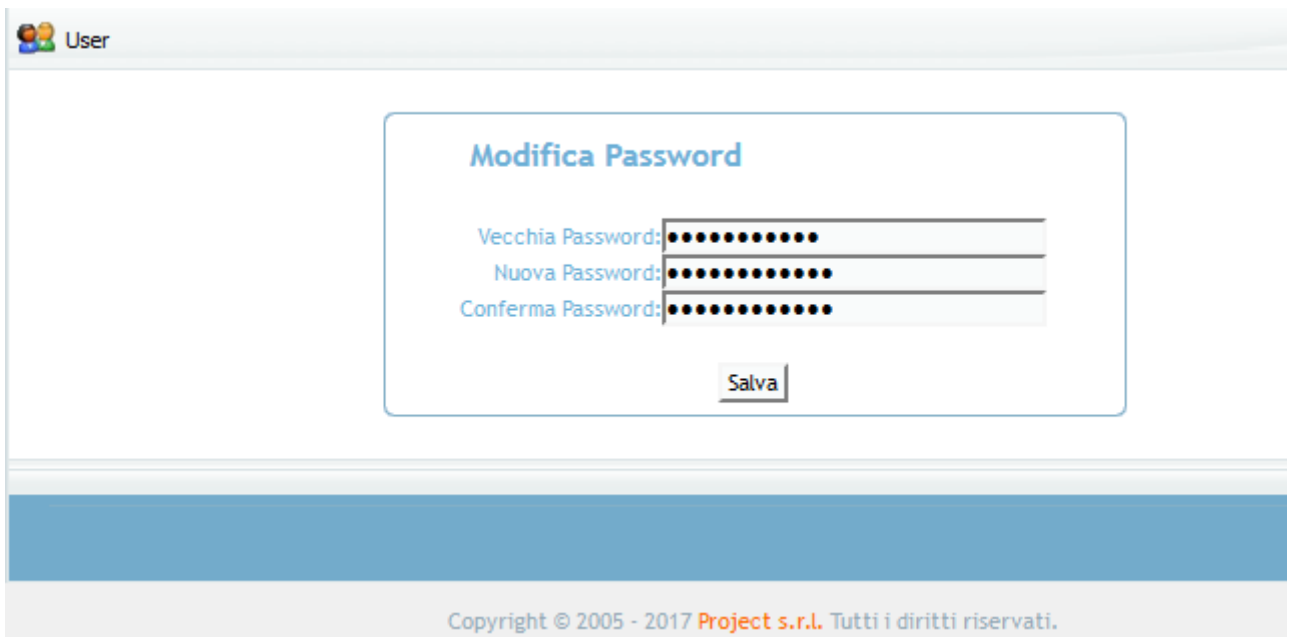 User
Modifica Password
Vecchia Password: •••••••••••
Nuova Password: ••••••••••••
Conferma Password: ••••••••••••
Salva
Copyright © 2005 - 2017 Project s.r.l. Tutti i diritti riservati.